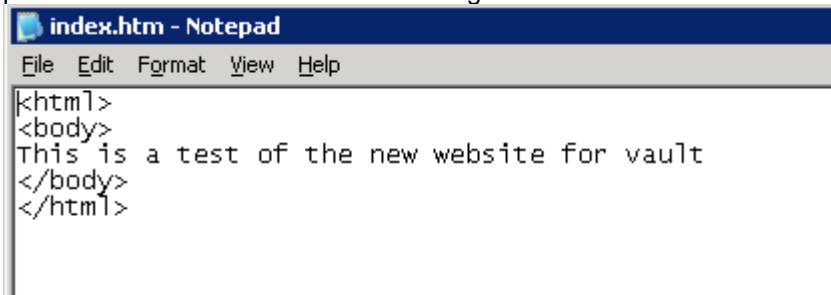 index.htm - Notepad
File Edit Format View Help
<html>
<body>
This is a test of the new website for vault
</body>
</html>